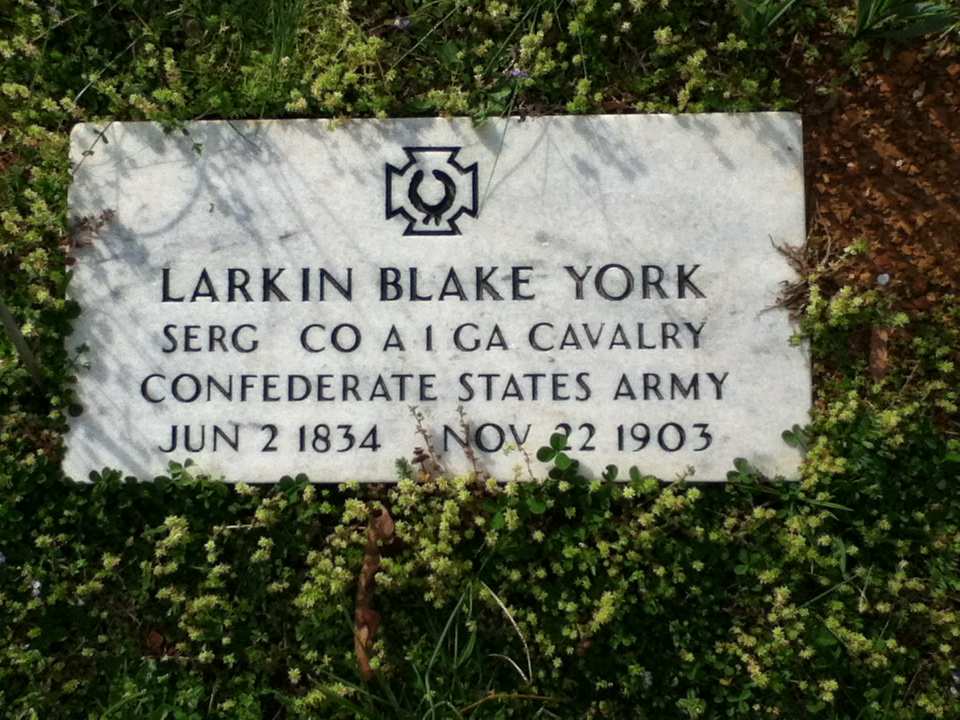 LARKIN BLAKE YORK
SERG CO A 1 GA CAVALRY
CONFEDERATE STATES ARMY
JUN 2 1834 NOV 22 1903